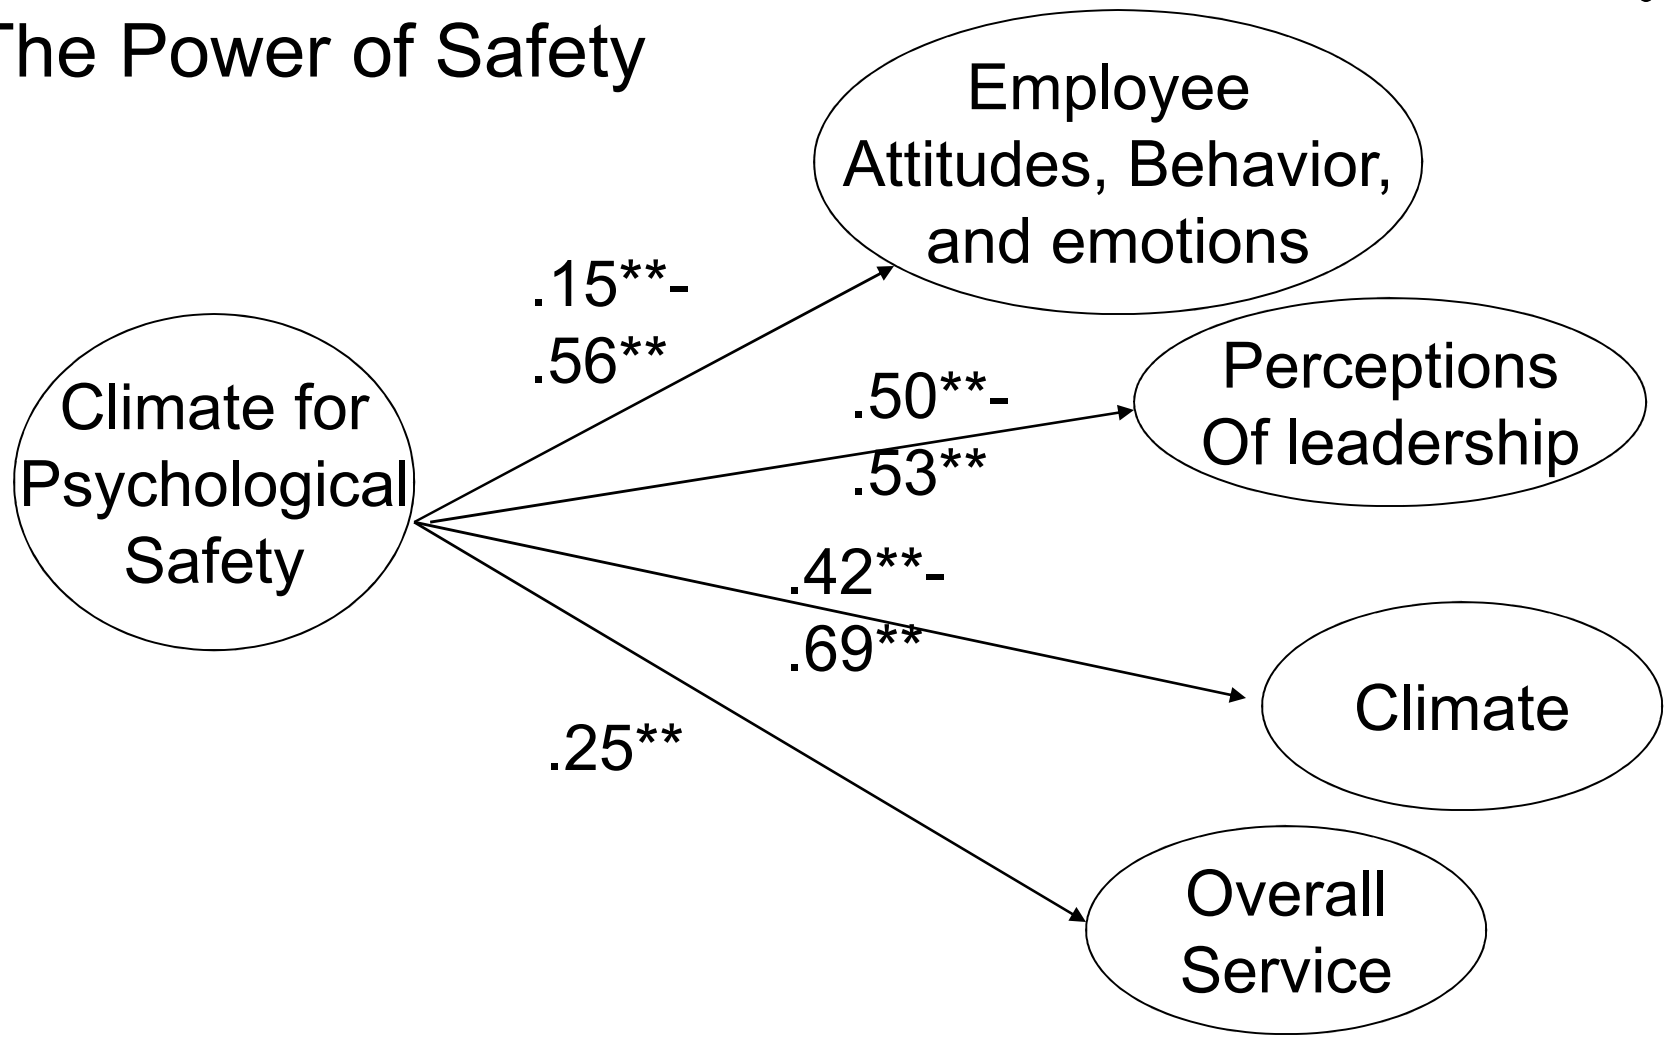 The Power of Safety
Employee
Attitudes, Behavior,
and emotions
.15**-
.56**
Perceptions
Of leadership
.50**-
.53**
Climate for
Psychological
Safety
.42**-
.69**
Climate
.25**
Overall
Service